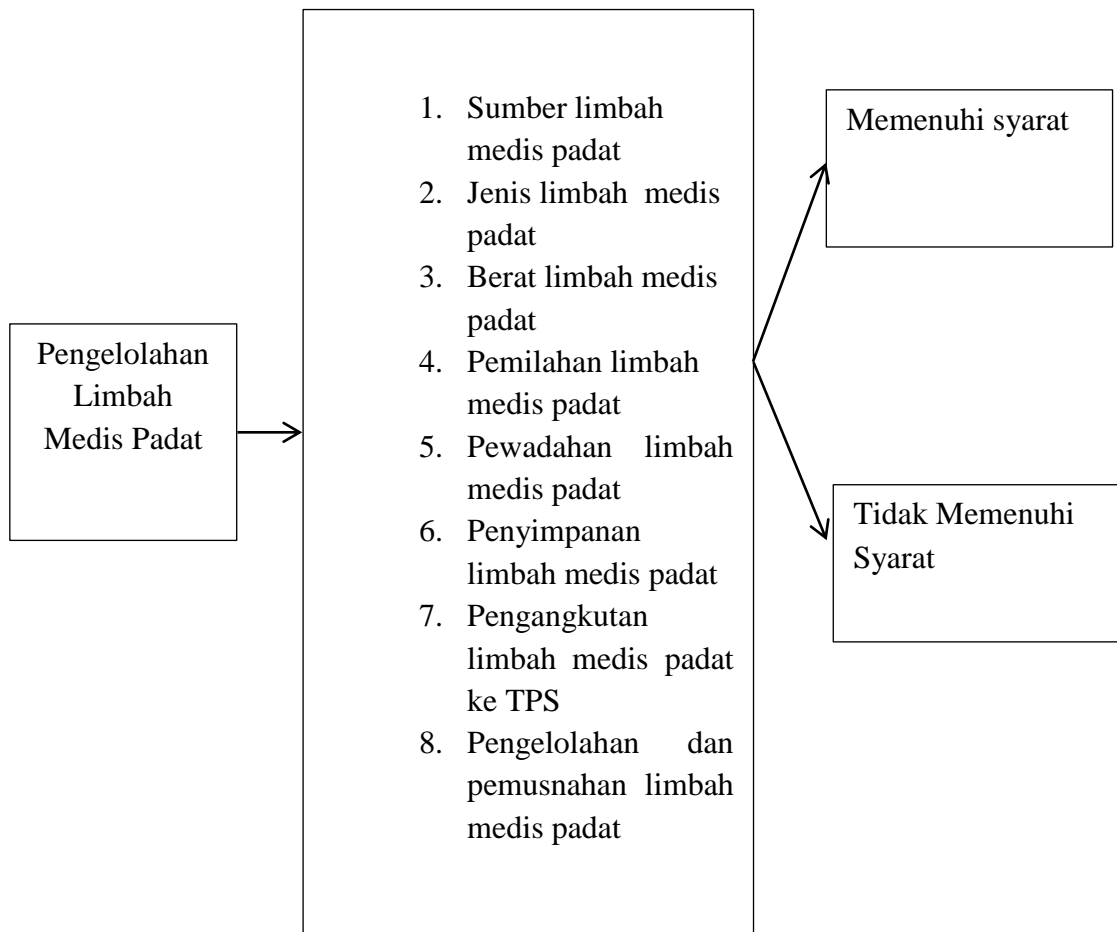 Pengelolahan
Limbah
Medis Padat
1. Sumber limbah
medis padat
2. Jenis limbah medis
padat
3. Berat limbah medis
padat
4. Pemilahan limbah
medis padat
5. Pewadahan limbah
medis padat
6. Penyimpanan
limbah medis padat
7. Pengangkutan
limbah medis padat
ke TPS
8. Pengelolahan dan
pemusnahan limbah
medis padat
Memenuhi syarat
Tidak Memenuhi
Syarat